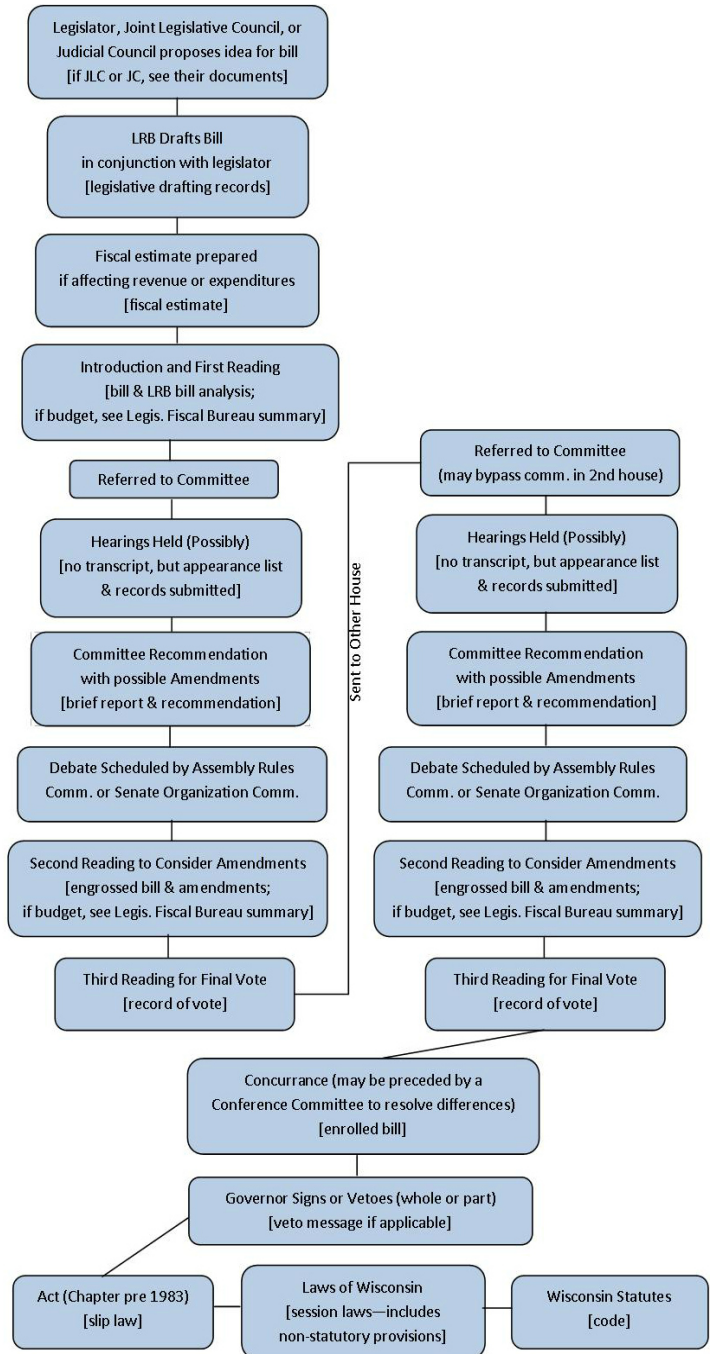 Legislator, Joint Legislative Council, or
Judicial Council proposes idea for bill
[if JLC or JC, see their documents]
LRB Drafts Bill
in conjunction with legislator
[legislative drafting records]
Fiscal estimate prepared
if affecting revenue or expenditures
[fiscal estimate]
Introduction and First Reading
[bill & LRB bill analysis;
if budget, see Legis. Fiscal Bureau summary]
Referred to Committee
Hearings Held (Possibly)
[no transcript, but appearance list
& records submitted]
Committee Recommendation
with possible Amendments
[brief report & recommendation]
Debate Scheduled by Assembly Rules
Comm. or Senate Organization Comm.
Second Reading to Consider Amendments
[engrossed bill & amendments;
if budget, see Legis. Fiscal Bureau summary]
Third Reading for Final Vote
[record of vote]
Sent to Other House
Referred to Committee
(may bypass comm. in 2nd house)
Hearings Held (Possibly)
[no transcript, but appearance list
& records submitted]
Committee Recommendation
with possible Amendments
[brief report & recommendation]
Debate Scheduled by Assembly Rules
Comm. or Senate Organization Comm.
Second Reading to Consider Amendments
[engrossed bill & amendments;
if budget, see Legis. Fiscal Bureau summary]
Third Reading for Final Vote
[record of vote]
Concurrance (may be preceded by a
Conference Committee to resolve differences)
[enrolled bill]
Governor Signs or Vetoes (whole or part)
[veto message if applicable]
Act (Chapter pre 1983)
[slip law]
Laws of Wisconsin
[session laws—includes
non-statutory provisions]
Wisconsin Statutes
[code]